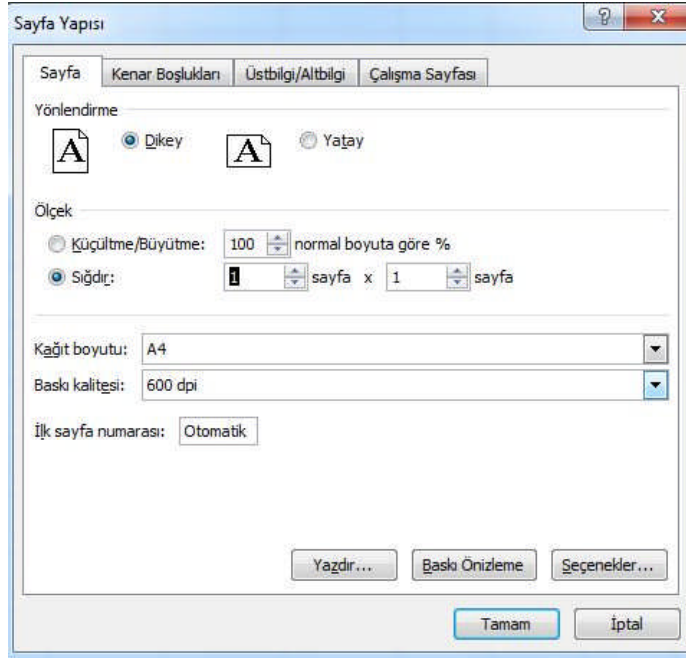 Sayfa Yapısı
Sayfa Kenar Boşlukları Üstbilgi/Altbilgi Çalışma Sayfası
Yönlendirme
A Dikey A Yatay
Ölçek
Küçültme/Büyütme: 100 normal boyuta göre %
Sığdır: 1 sayfa x 1 sayfa
Kağıt boyutu: A4
Baskı kalitesi: 600 dpi
İlk sayfa numarası: Otomatik
Yazdır... Baskı Önizleme Seçenekler...
Tamam İptal